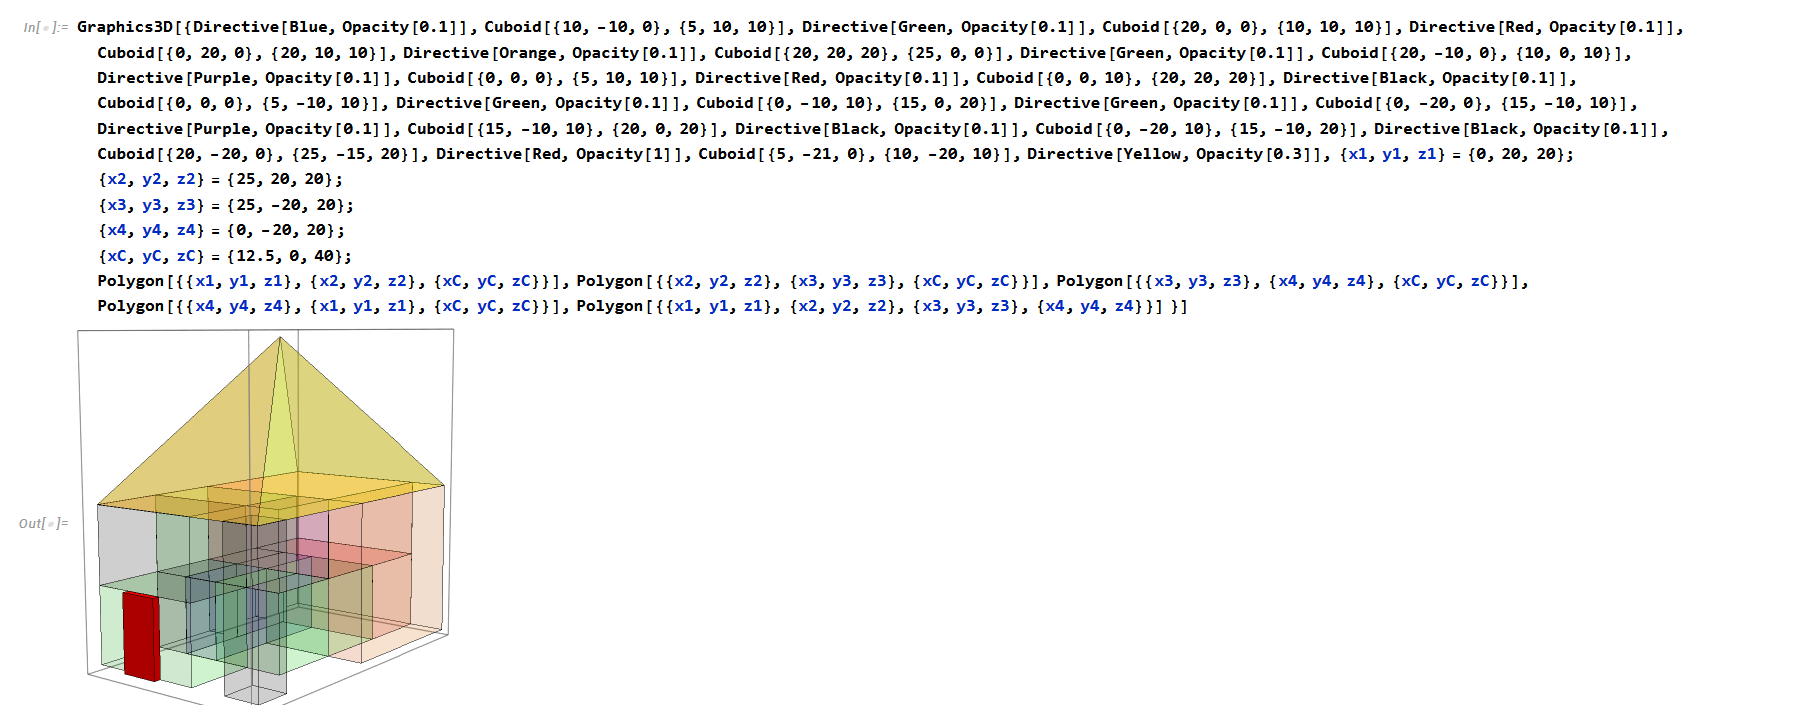 In[•]:= Graphics3D[{Directive[Blue, Opacity[0.1]], Cuboid[{10, -10, 0}, {5, 10, 10}], Directive[Green, Opacity[0.1]], Cuboid[{20, 0, 0}, {10, 10, 10}], Directive[Red, Opacity[0.1]],
Cuboid[{0, 20, 0}, {20, 10, 10}], Directive[Orange, Opacity[0.1]], Cuboid[{20, 20, 20}, {25, 0, 0}], Directive[Green, Opacity[0.1]], Cuboid[{20, -10, 0}, {10, 0, 10}],
Directive[Purple, Opacity[0.1]], Cuboid[{0, 0, 0}, {5, 10, 10}], Directive[Red, Opacity[0.1]], Cuboid[{0, 0, 10}, {20, 20, 20}], Directive[Black, Opacity[0.1]],
Cuboid[{0, 0, 0}, {5, -10, 10}], Directive[Green, Opacity[0.1]], Cuboid[{0, -10, 10}, {15, 0, 20}], Directive[Green, Opacity[0.1]], Cuboid[{0, -20, 0}, {15, -10, 10}],
Directive[Purple, Opacity[0.1]], Cuboid[{15, -10, 10}, {20, 0, 20}], Directive[Black, Opacity[0.1]], Cuboid[{0, -20, 10}, {15, -10, 20}], Directive[Black, Opacity[0.1]],
Cuboid[{20, -20, 0}, {25, -15, 20}], Directive[Red, Opacity[1]], Cuboid[{5, -21, 0}, {10, -20, 10}], Directive[Yellow, Opacity[0.3]], {x1, y1, z1} = {0, 20, 20};
{x2, y2, z2} = {25, 20, 20};
{x3, y3, z3} = {25, -20, 20};
{x4, y4, z4} = {0, -20, 20};
{xC, yC, zC} = {12.5, 0, 40};
Polygon[{{x1, y1, z1}, {x2, y2, z2}, {xC, yC, zC}}], Polygon[{{x2, y2, z2}, {x3, y3, z3}, {xC, yC, zC}}], Polygon[{{x3, y3, z3}, {x4, y4, z4}, {xC, yC, zC}}],
Polygon[{{x4, y4, z4}, {x1, y1, z1}, {xC, yC, zC}}], Polygon[{{x1, y1, z1}, {x2, y2, z2}, {x3, y3, z3}, {x4, y4, z4}}] }]
Out[•]=